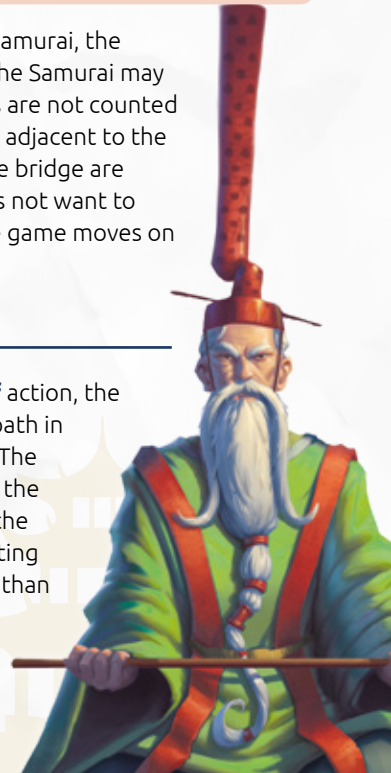 amurai, the
he Samurai may
are not counted
adjacent to the
e bridge are
s not want to
game moves on
action, the
path in
The
the
the
ting
than